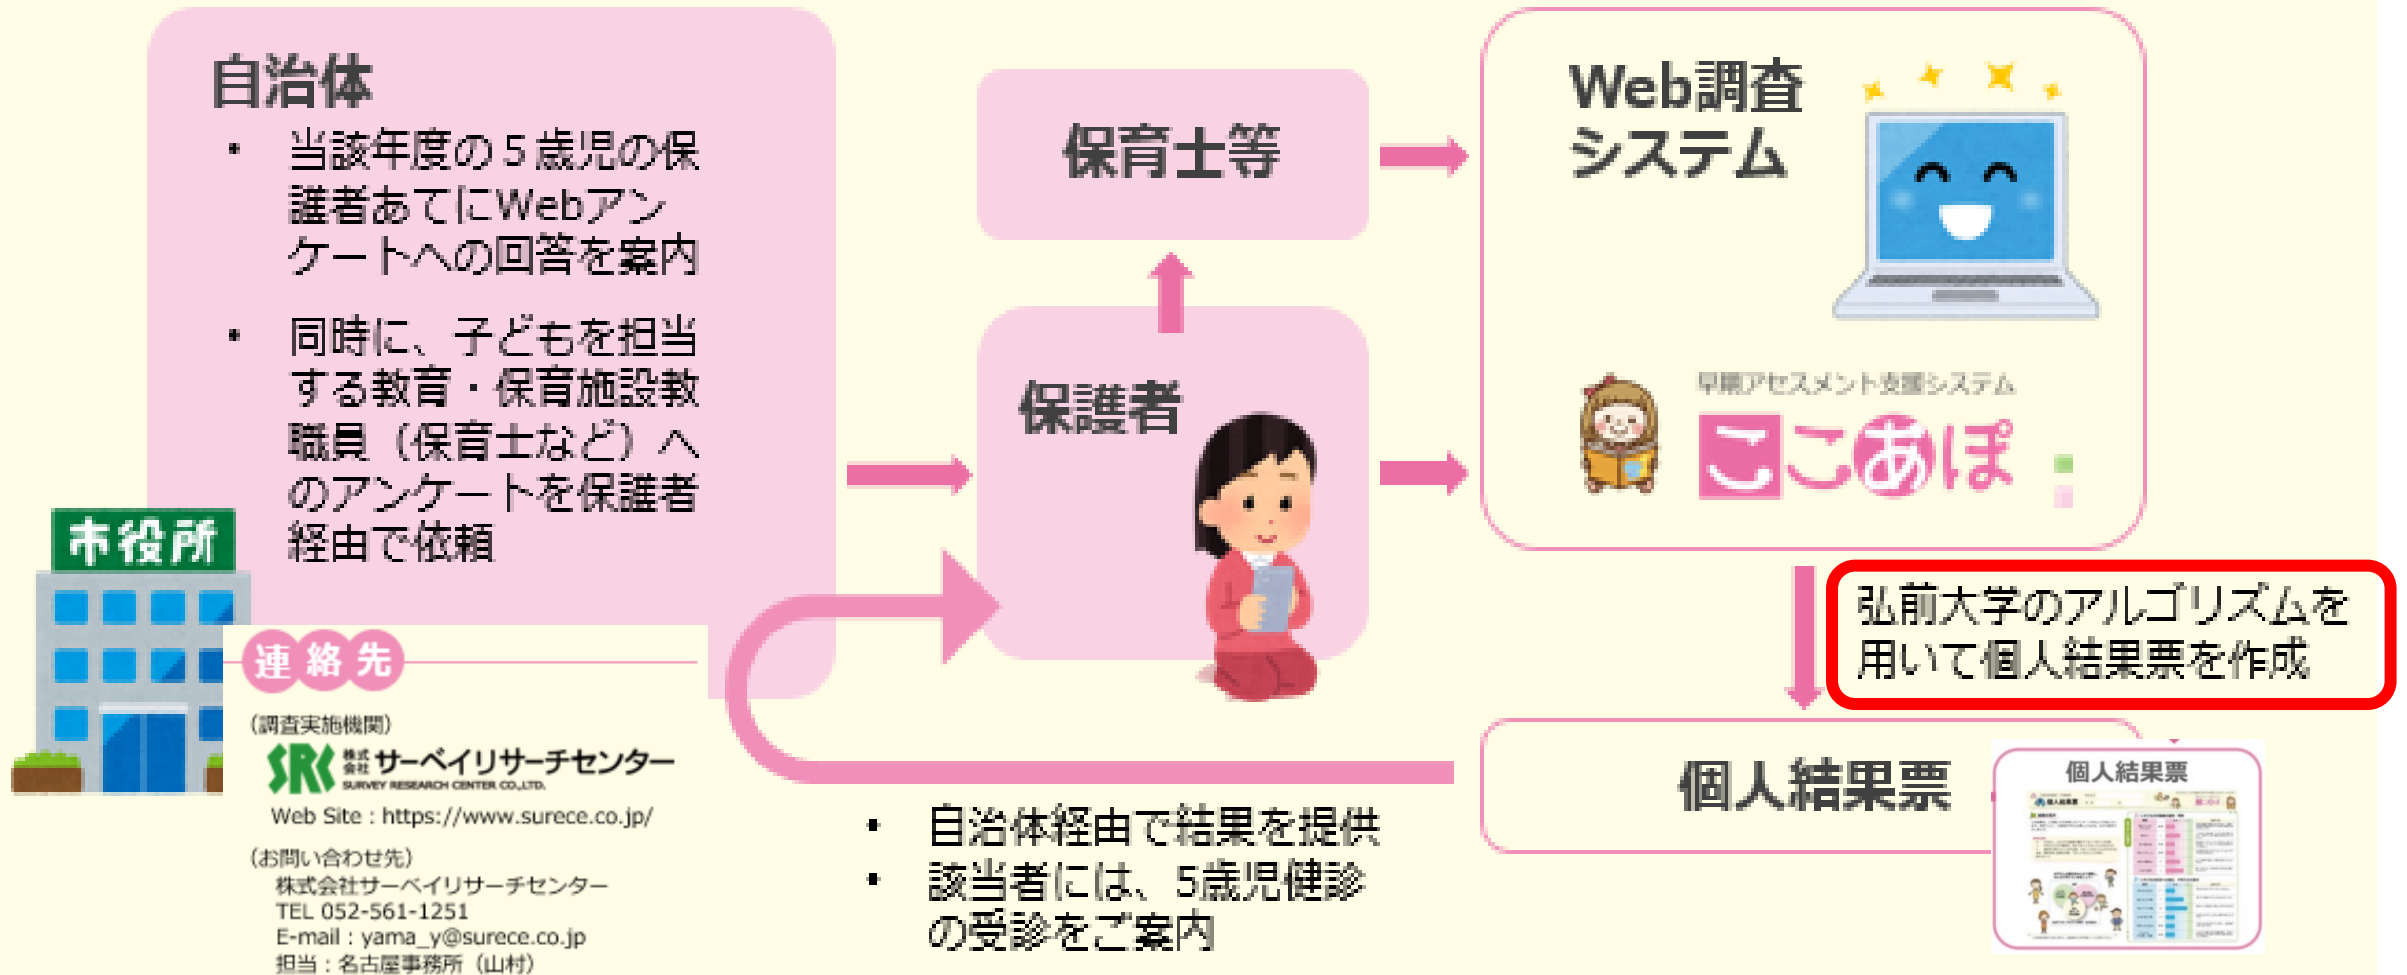 自治体
• 当該年度の５歳児の保
護者あてにWebアン
ケートへの回答を案内
• 同時に、子どもを担当
する教育・保育施設教
職員（保育士など）へ
のアンケートを保護者
経由で依頼
市役所
連絡先
（調査実施機関）
SRC 株式会社 サーベイリサーチセンター
SURVEY RESEARCH CENTER CO.,LTD.
Web Site : https://www.surece.co.jp/
（お問い合わせ先）
株式会社サーベイリサーチセンター
TEL 052-561-1251
E-mail : yama_y@surece.co.jp
担当：名古屋事務所（山村）
保育士等
保護者
Web調査
システム
早期アセスメント支援システム
ここあぽ
弘前大学のアルゴリズムを
用いて個人結果票を作成
個人結果票
個人結果票
個人結果票
• 自治体経由で結果を提供
• 該当者には、5歳児健診
の受診をご案内